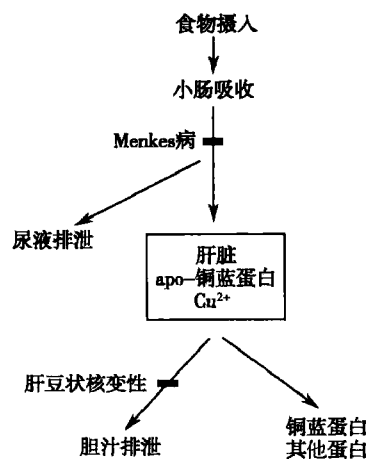 食物摄入
小肠吸收
Menkes病
尿液排泄
肝脏
apo-铜蓝蛋白
Cu²⁺
肝豆状核变性
胆汁排泄
铜蓝蛋白
其他蛋白